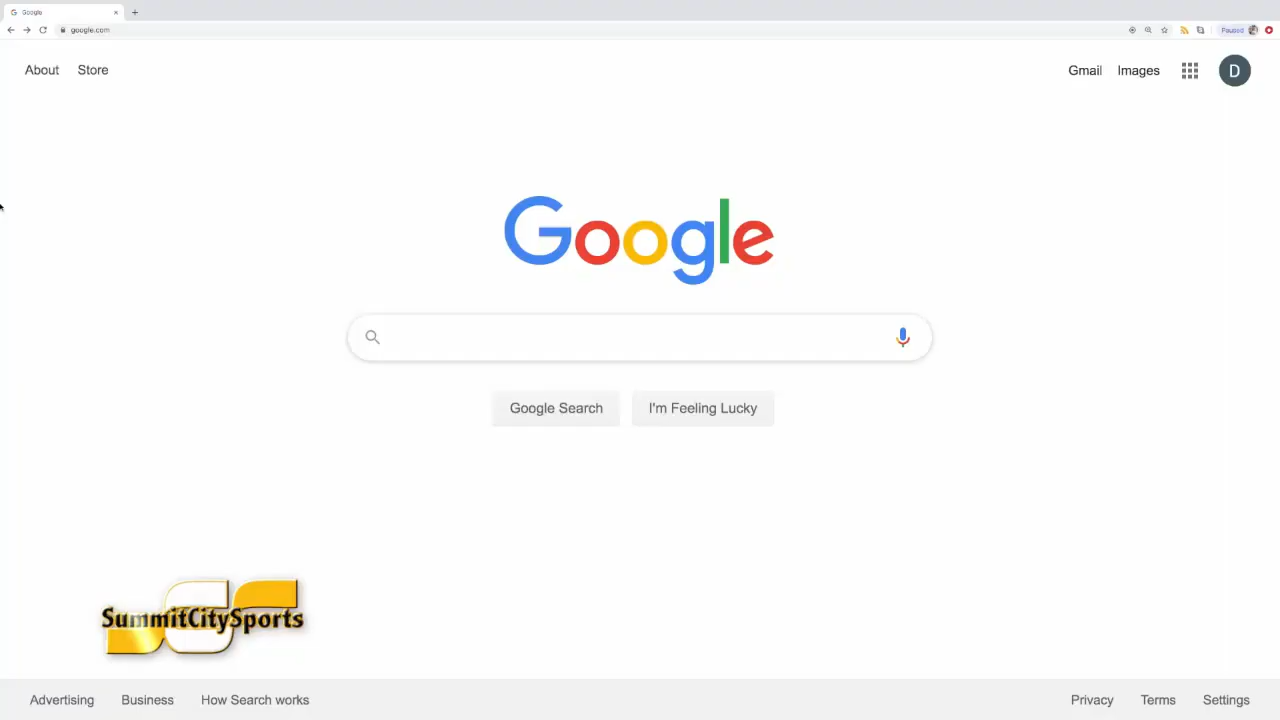 Google
google.com
Paused
About Store
Gmail Images
D
Google
Google Search I'm Feeling Lucky
SummitCitySports
Advertising Business How Search works
Privacy Terms Settings